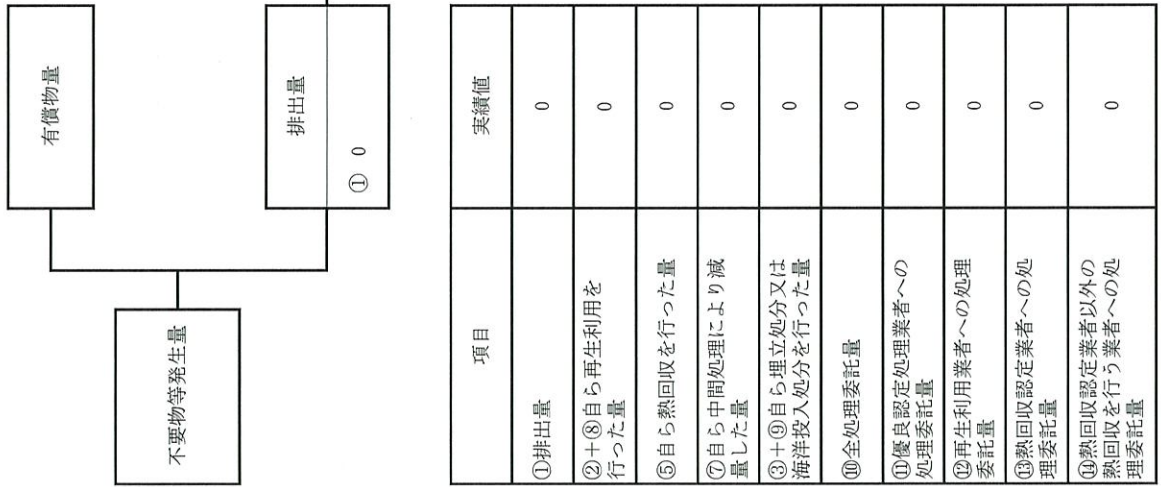 有償物量
不要物等発生量
排出量
① 0
項目 実績値
①排出量 0
②+⑧自ら再生利用を
行った量 0
⑤自ら熱回収を行った量 0
⑦自ら中間処理により減
量した量 0
③+⑨自ら埋立処分又は
海洋投入処分を行った量 0
⑩全処理委託量 0
⑪優良認定処理業者への
処理委託量 0
⑫再生利用業者への処理
委託量 0
⑬熱回収認定業者への処
理委託量 0
⑭熱回収認定業者以外の
熱回収を行う業者への処
理委託量 0